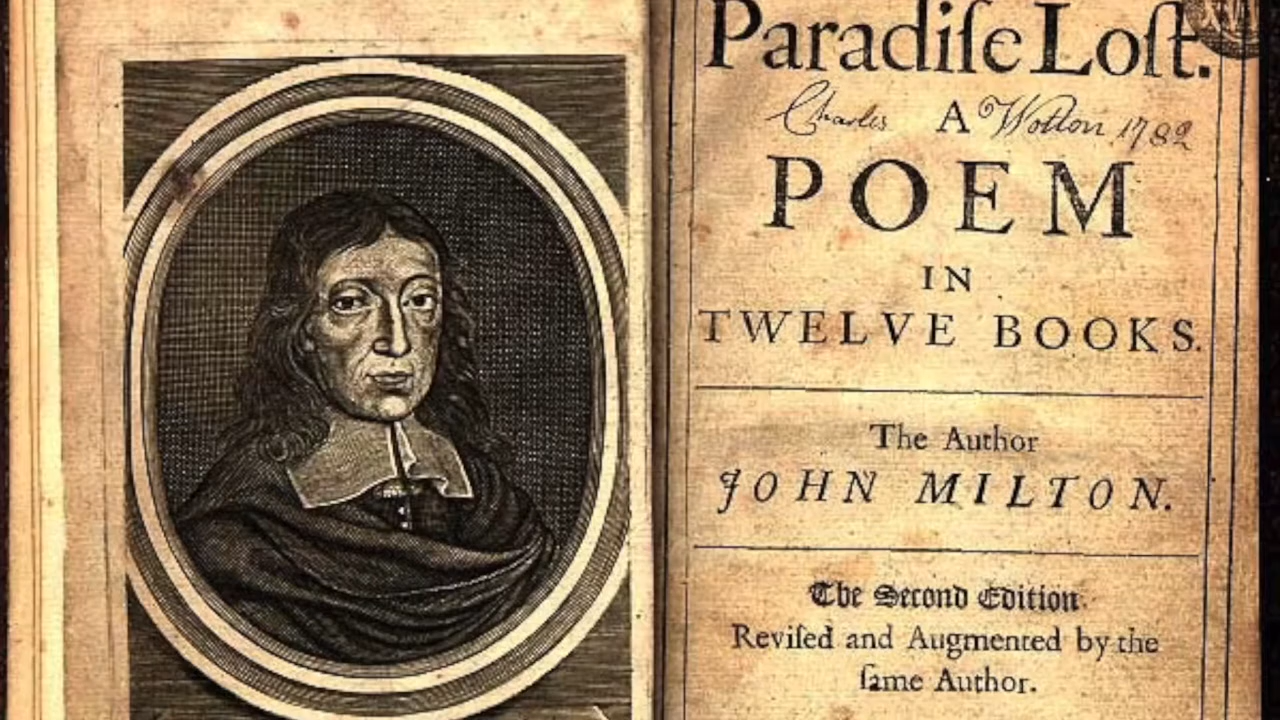 Paradiſe Loſt.
Charles A Wotton 1782
POEM
IN
TWELVE BOOKS.
The Author
JOHN MILTON.
The Second Edition
Reviſed and Augmented by the
ſame Author.